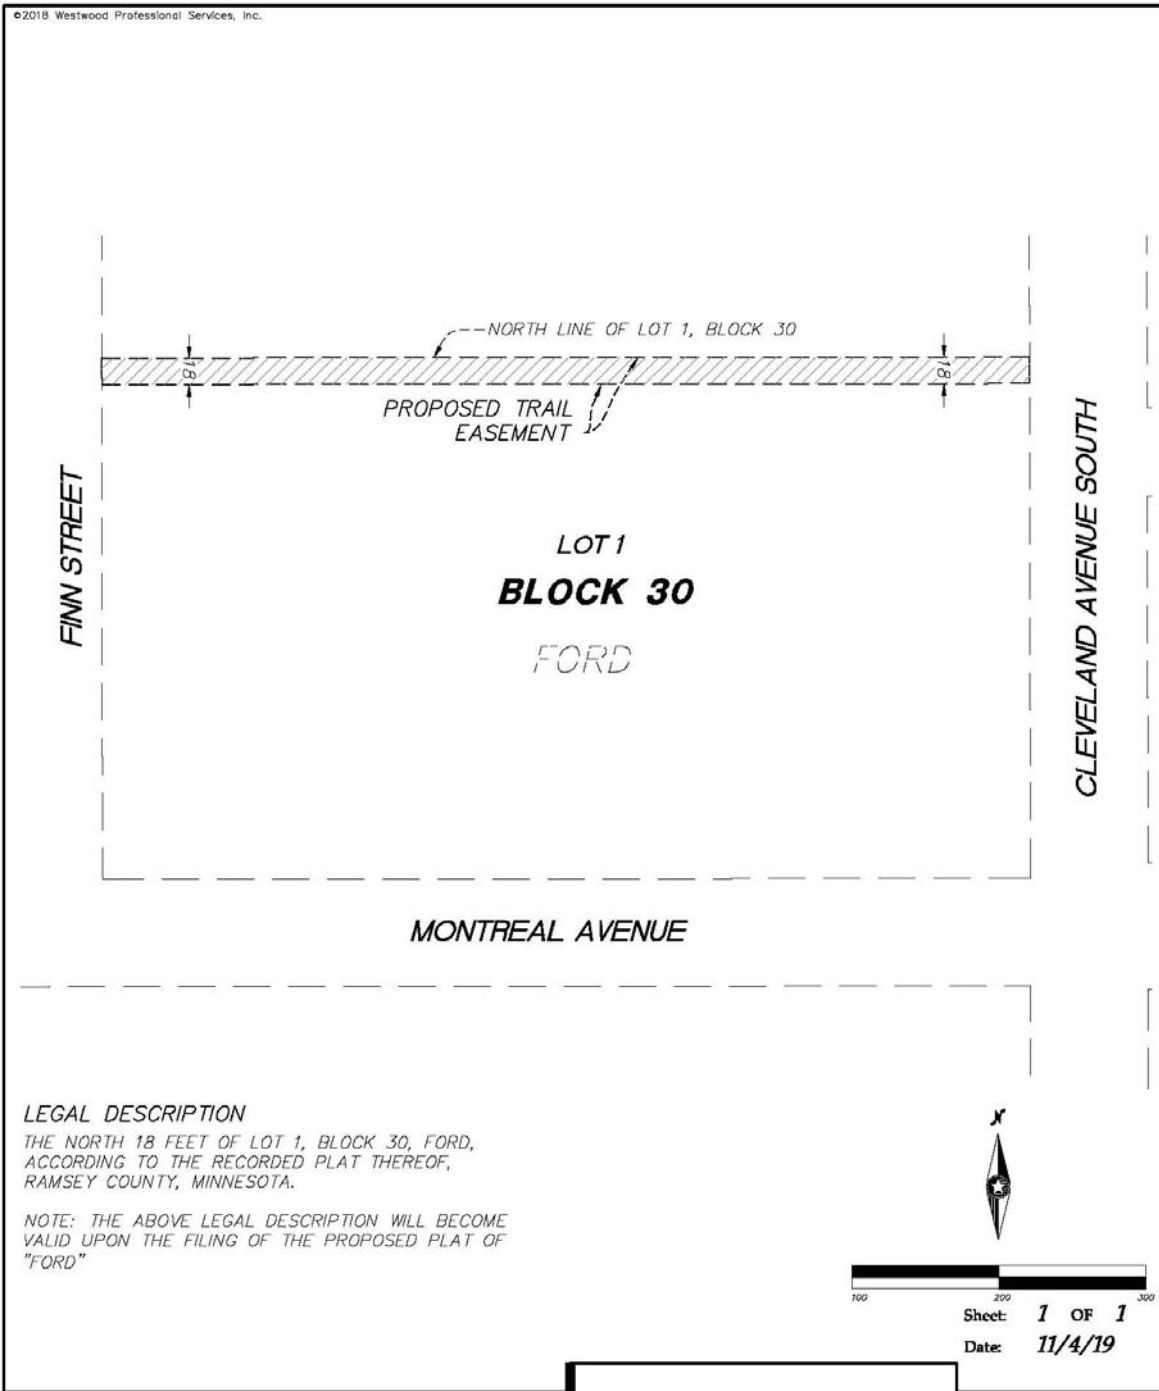 ©2018 Westwood Professional Services, Inc.
NORTH LINE OF LOT 1, BLOCK 30
18
18
PROPOSED TRAIL
EASEMENT
FINN STREET
CLEVELAND AVENUE SOUTH
LOT 1
BLOCK 30
FORD
MONTREAL AVENUE
LEGAL DESCRIPTION
THE NORTH 18 FEET OF LOT 1, BLOCK 30, FORD,
ACCORDING TO THE RECORDED PLAT THEREOF,
RAMSEY COUNTY, MINNESOTA.
NOTE: THE ABOVE LEGAL DESCRIPTION WILL BECOME
VALID UPON THE FILING OF THE PROPOSED PLAT OF
"FORD"
N
100 200 300
Sheet: 1 OF 1
Date: 11/4/19